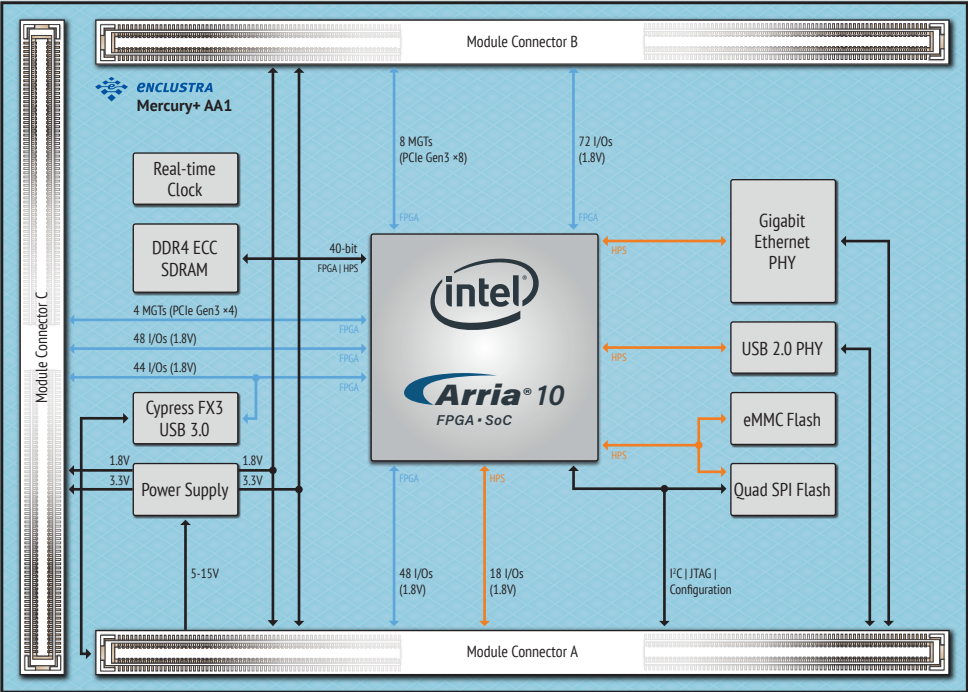 Module Connector B
enclustra
Mercury+ AA1
8 MGTs
(PCIe Gen3 ×8)
72 I/Os
(1.8V)
Real-time
Clock
FPGA
FPGA
Gigabit
Ethernet
PHY
DDR4 ECC
SDRAM
40-bit
FPGA | HPS
HPS
intel®
Module Connector C
4 MGTs (PCIe Gen3 ×4)
FPGA
48 I/Os (1.8V)
FPGA
USB 2.0 PHY
HPS
44 I/Os (1.8V)
FPGA
Arria® 10
FPGA • SoC
Cypress FX3
USB 3.0
eMMC Flash
HPS
1.8V
1.8V
3.3V
3.3V
Power Supply
FPGA
HPS
Quad SPI Flash
5-15V
48 I/Os
(1.8V)
18 I/Os
(1.8V)
I²C | JTAG |
Configuration
Module Connector A